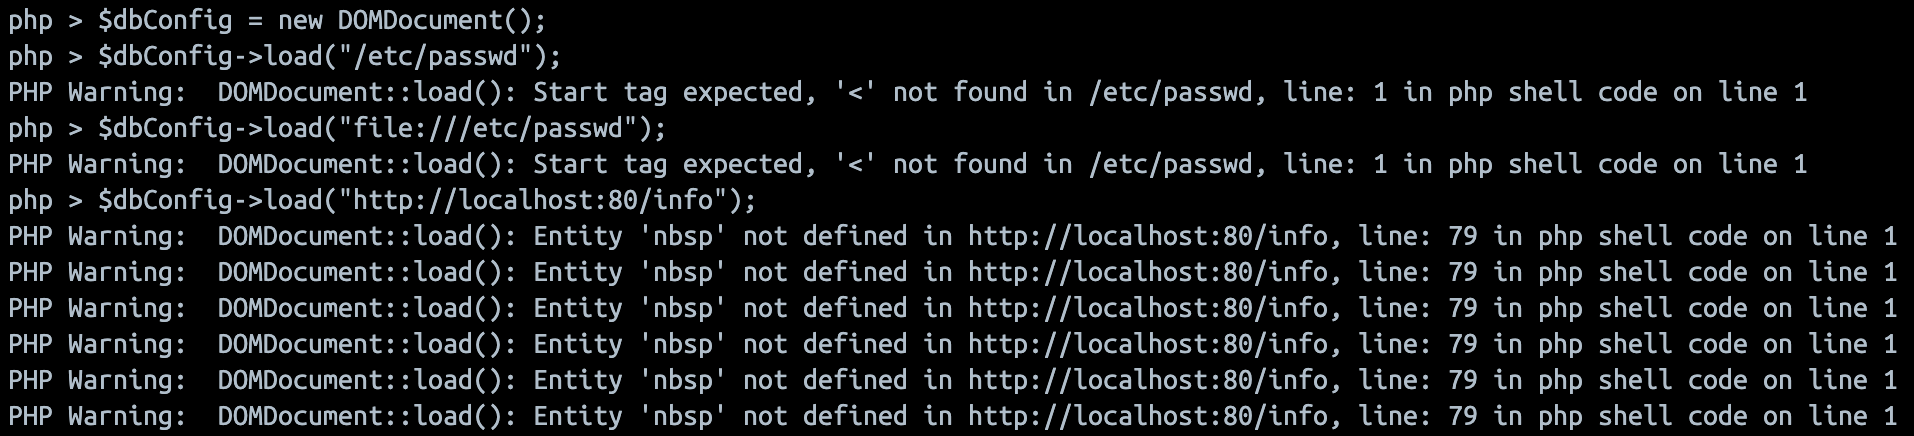 php > $dbConfig = new DOMDocument();
php > $dbConfig->load("/etc/passwd");
PHP Warning:  DOMDocument::load(): Start tag expected, '<' not found in /etc/passwd, line: 1 in php shell code on line 1
php > $dbConfig->load("file:///etc/passwd");
PHP Warning:  DOMDocument::load(): Start tag expected, '<' not found in /etc/passwd, line: 1 in php shell code on line 1
php > $dbConfig->load("http://localhost:80/info");
PHP Warning:  DOMDocument::load(): Entity 'nbsp' not defined in http://localhost:80/info, line: 79 in php shell code on line 1
PHP Warning:  DOMDocument::load(): Entity 'nbsp' not defined in http://localhost:80/info, line: 79 in php shell code on line 1
PHP Warning:  DOMDocument::load(): Entity 'nbsp' not defined in http://localhost:80/info, line: 79 in php shell code on line 1
PHP Warning:  DOMDocument::load(): Entity 'nbsp' not defined in http://localhost:80/info, line: 79 in php shell code on line 1
PHP Warning:  DOMDocument::load(): Entity 'nbsp' not defined in http://localhost:80/info, line: 79 in php shell code on line 1
PHP Warning:  DOMDocument::load(): Entity 'nbsp' not defined in http://localhost:80/info, line: 79 in php shell code on line 1